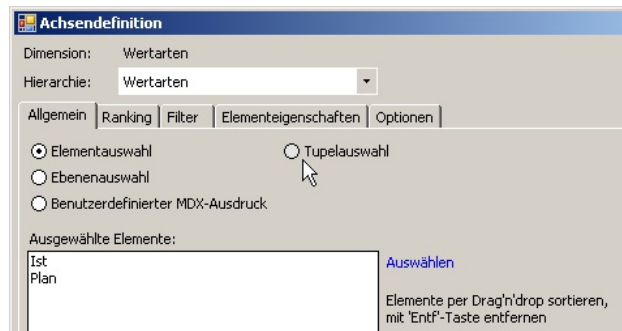 Achsendefinition
Dimension: Wertarten
Hierarchie: Wertarten
Allgemein Ranking Filter Elementeigenschaften Optionen
Elementauswahl Tupelauswahl
Ebenenauswahl
Benutzerdefinierter MDX-Ausdruck
Ausgewählte Elemente:
Ist
Plan
Auswählen
Elemente per Drag'n'drop sortieren,
mit 'Entf'-Taste entfernen